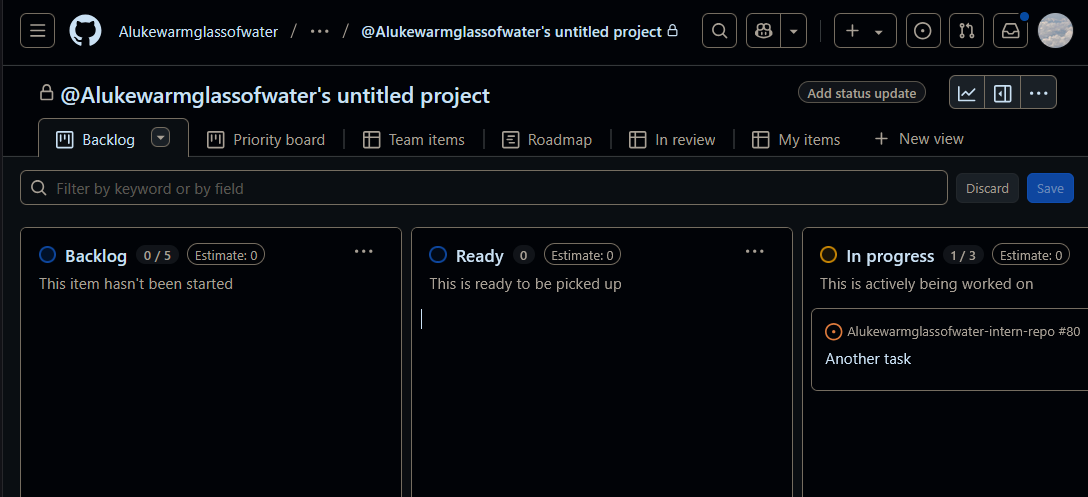 Alukewarmglassofwater / ··· / @Alukewarmglassofwater's untitled project
@Alukewarmglassofwater's untitled project
Add status update
Backlog
Priority board
Team items
Roadmap
In review
My items
New view
Filter by keyword or by field
Discard
Save
Backlog 0 / 5 Estimate: 0
This item hasn't been started
Ready 0 Estimate: 0
This is ready to be picked up
In progress 1 / 3 Estimate: 0
This is actively being worked on
Alukewarmglassofwater-intern-repo #80
Another task